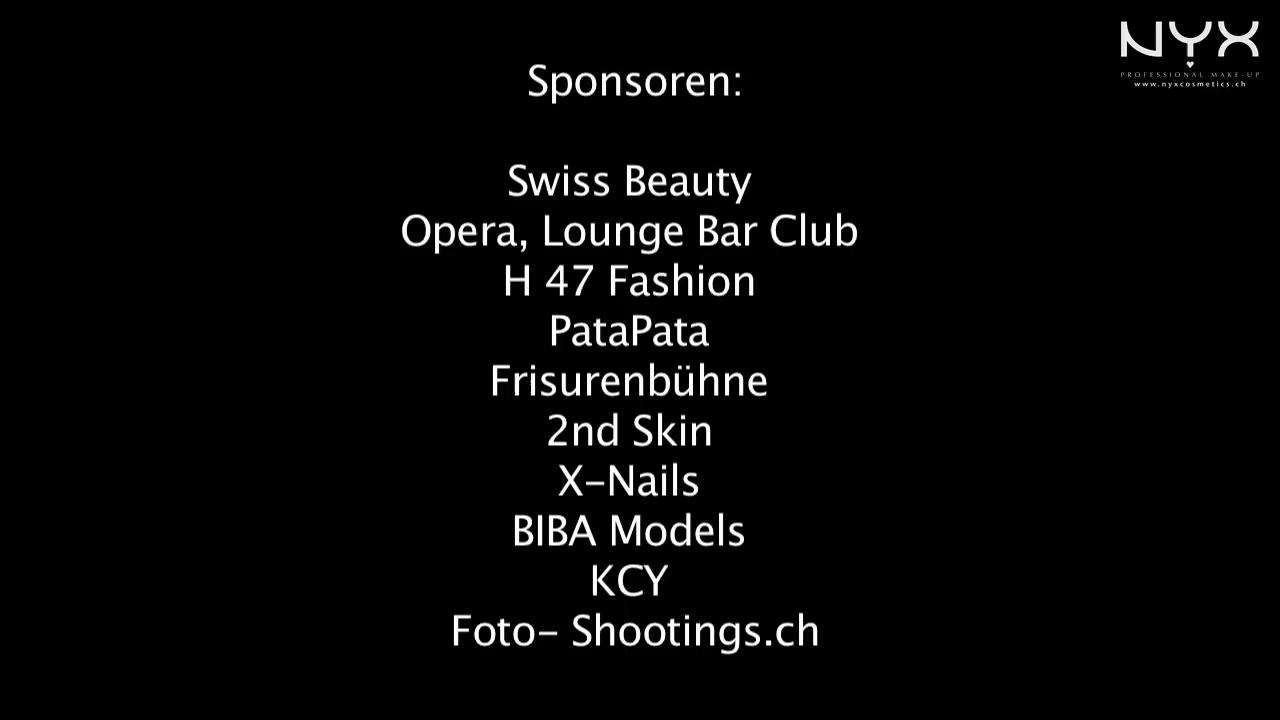 NYX
PROFESSIONAL MAKE-UP
www.nyxcosmetics.ch
Sponsoren:
Swiss Beauty
Opera, Lounge Bar Club
H 47 Fashion
PataPata
Frisurenbühne
2nd Skin
X-Nails
BIBA Models
KCY
Foto- Shootings.ch